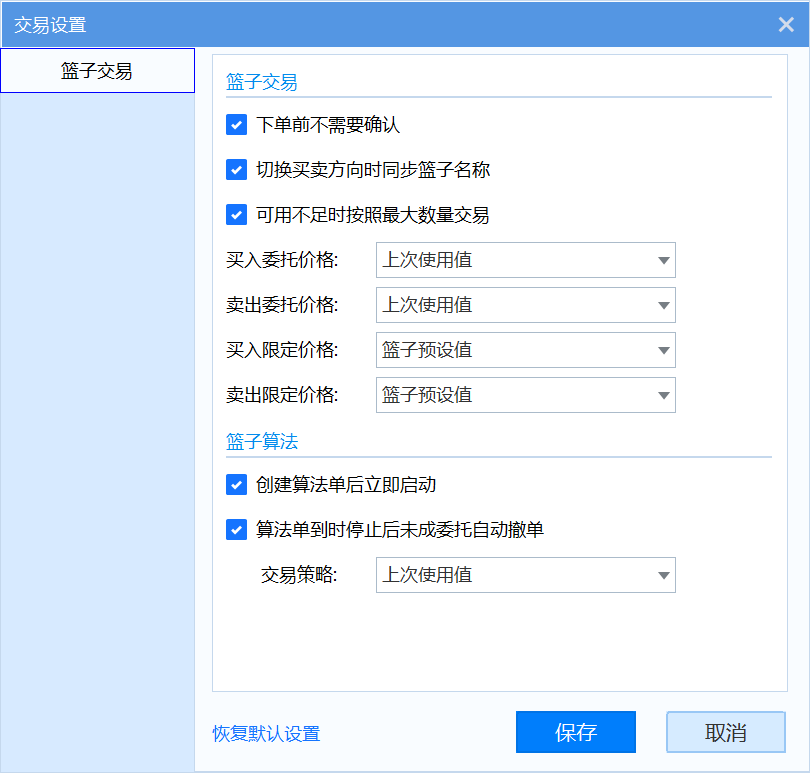 交易设置
篮子交易
篮子交易
下单前不需要确认
切换买卖方向时同步篮子名称
可用不足时按照最大数量交易
买入委托价格: 上次使用值
卖出委托价格: 上次使用值
买入限定价格: 篮子预设值
卖出限定价格: 篮子预设值
篮子算法
创建算法单后立即启动
算法单到时停止后未成委托自动撤单
交易策略: 上次使用值
恢复默认设置 保存 取消